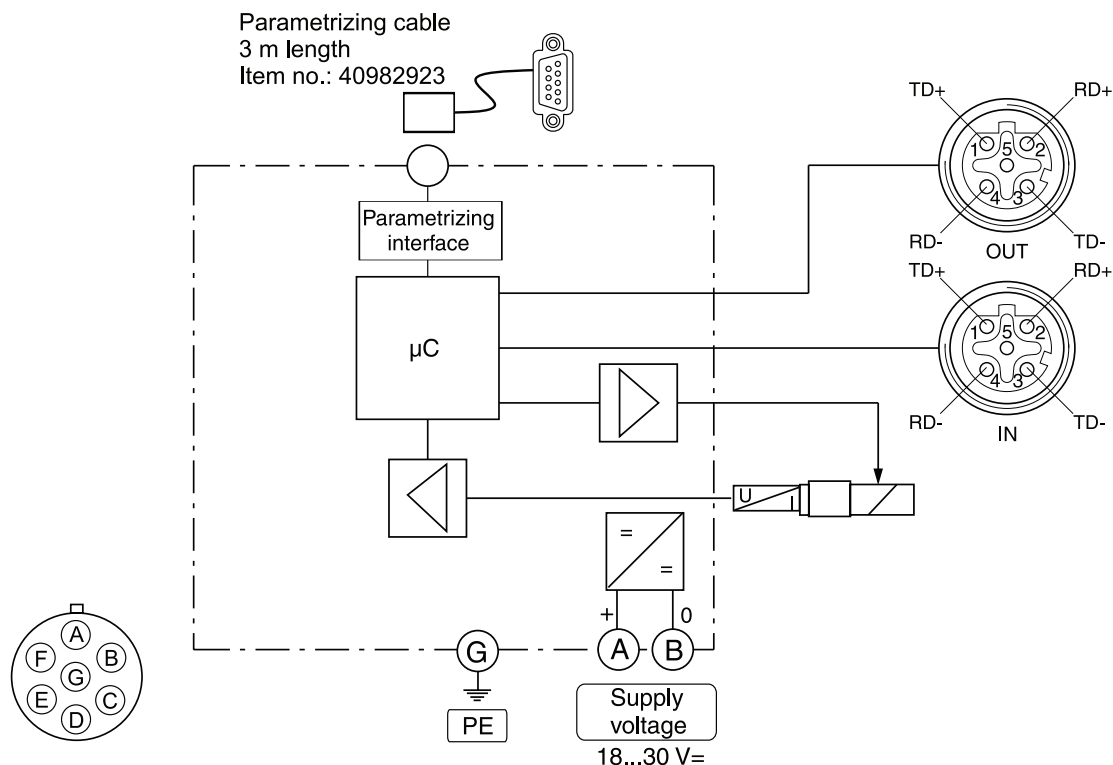 Parametrizing cable
3 m length
Item no.: 40982923
TD+
RD+
1
5
2
4
3
RD-
TD-
OUT
Parametrizing
interface
TD+
RD+
1
5
2
4
3
RD-
TD-
IN
µC
U
I
=
=
+
0
A
B
G
PE
Supply
voltage
18...30 V=
A
F
B
G
E
C
D